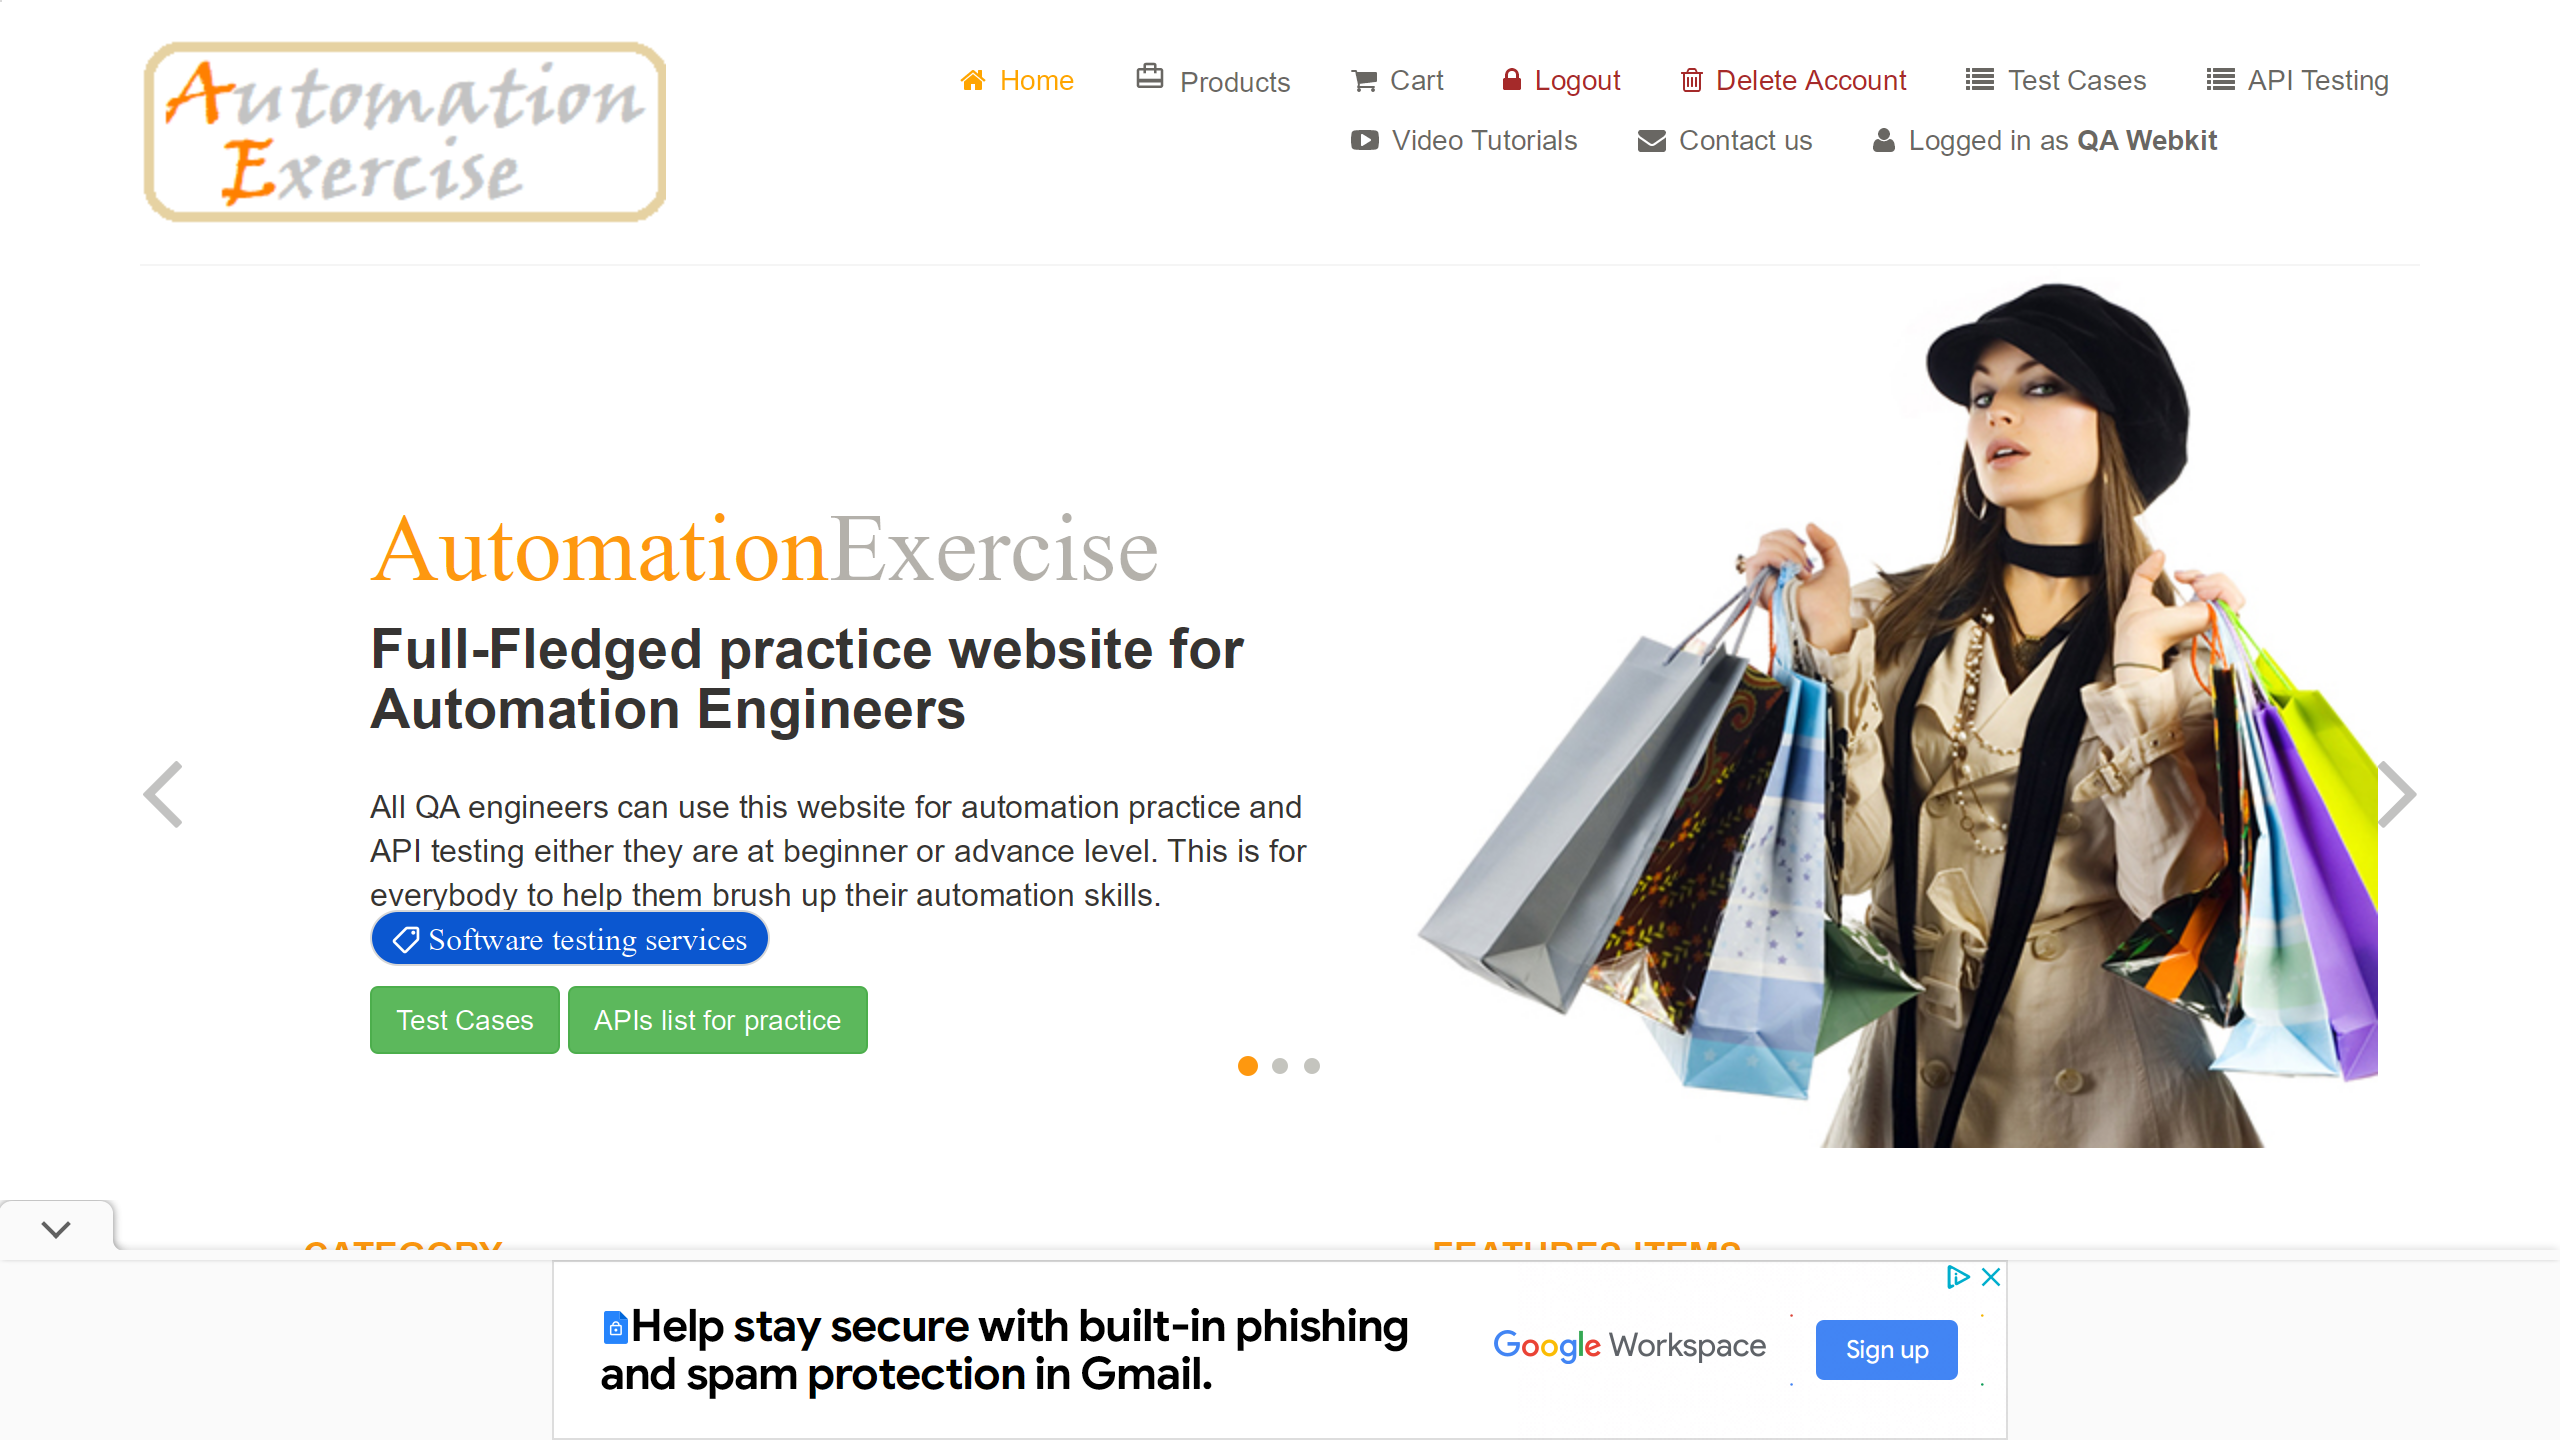 Automation
Exercise
Home
Products
Cart
Logout
Delete Account
Test Cases
API Testing
Video Tutorials
Contact us
Logged in as QA Webkit
AutomationExercise
Full-Fledged practice website for
Automation Engineers
All QA engineers can use this website for automation practice and
API testing either they are at beginner or advance level. This is for
everybody to help them brush up their automation skills.
Software testing services
Test Cases
APIs list for practice
CATEGORY
FEATURES ITEMS
Help stay secure with built-in phishing
and spam protection in Gmail.
Google Workspace
Sign up